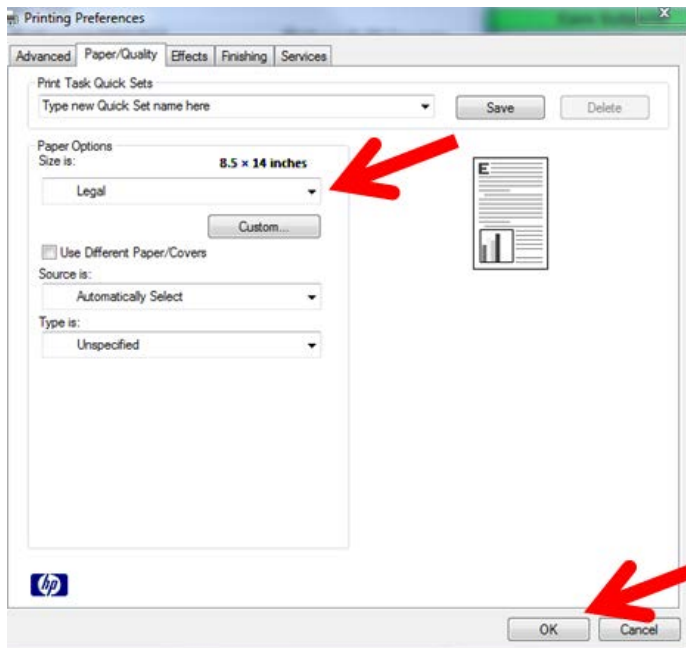 Printing Preferences
Advanced Paper/Quality Effects Finishing Services
Print Task Quick Sets
Type new Quick Set name here
Save
Delete
Paper Options
Size is: 8.5 × 14 inches
Legal
Custom...
Use Different Paper/Covers
Source is:
Automatically Select
Type is:
Unspecified
E
hp
OK
Cancel